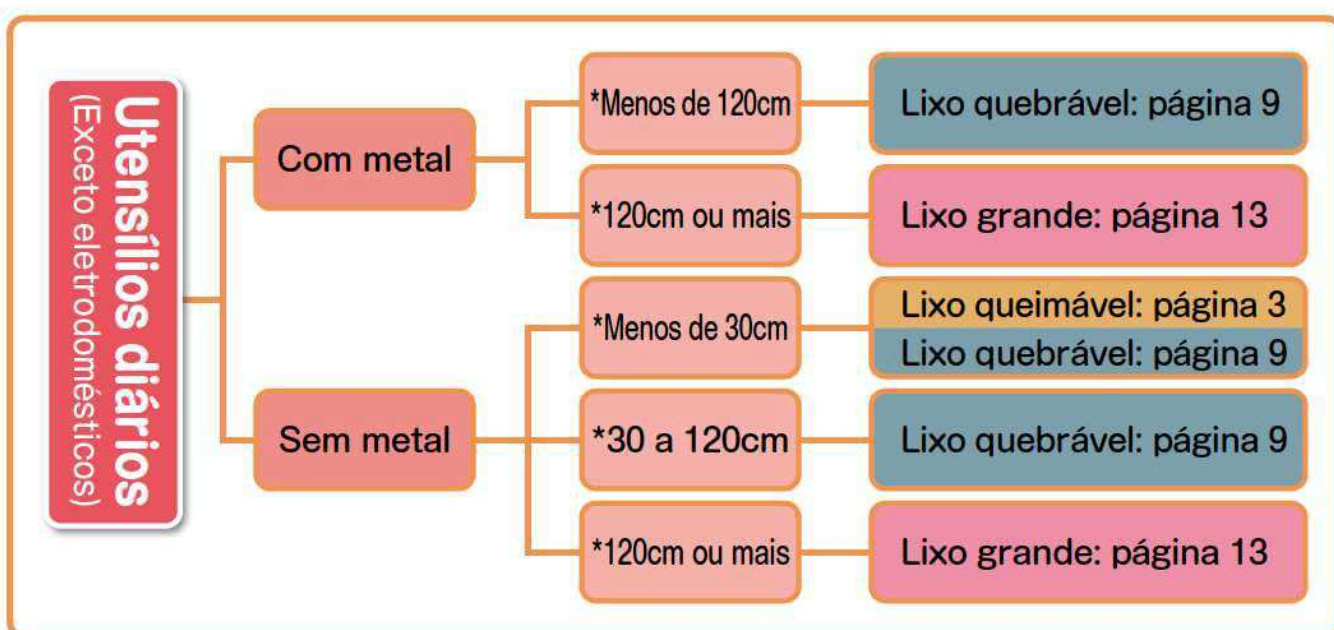 Utensílios diários
(Exceto eletrodomésticos)
Com metal
*Menos de 120cm
Lixo quebrável: página 9
*120cm ou mais
Lixo grande: página 13
Sem metal
*Menos de 30cm
Lixo queimável: página 3
Lixo quebrável: página 9
*30 a 120cm
Lixo quebrável: página 9
*120cm ou mais
Lixo grande: página 13